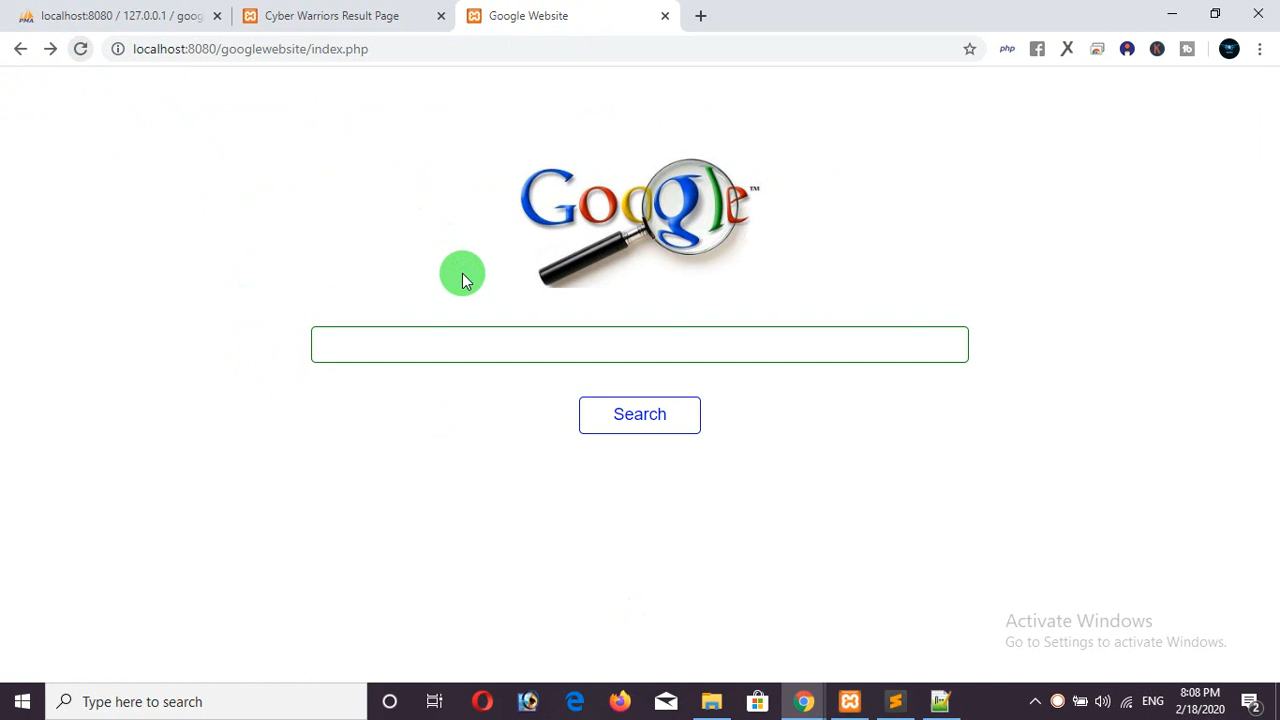 localhost:8080 / 127.0.0.1 / goog
Cyber Warriors Result Page
Google Website
localhost:8080/googlewebsite/index.php
php
Google™
Search
Activate Windows
Go to Settings to activate Windows.
Type here to search
ENG
8:08 PM
2/18/2020
2